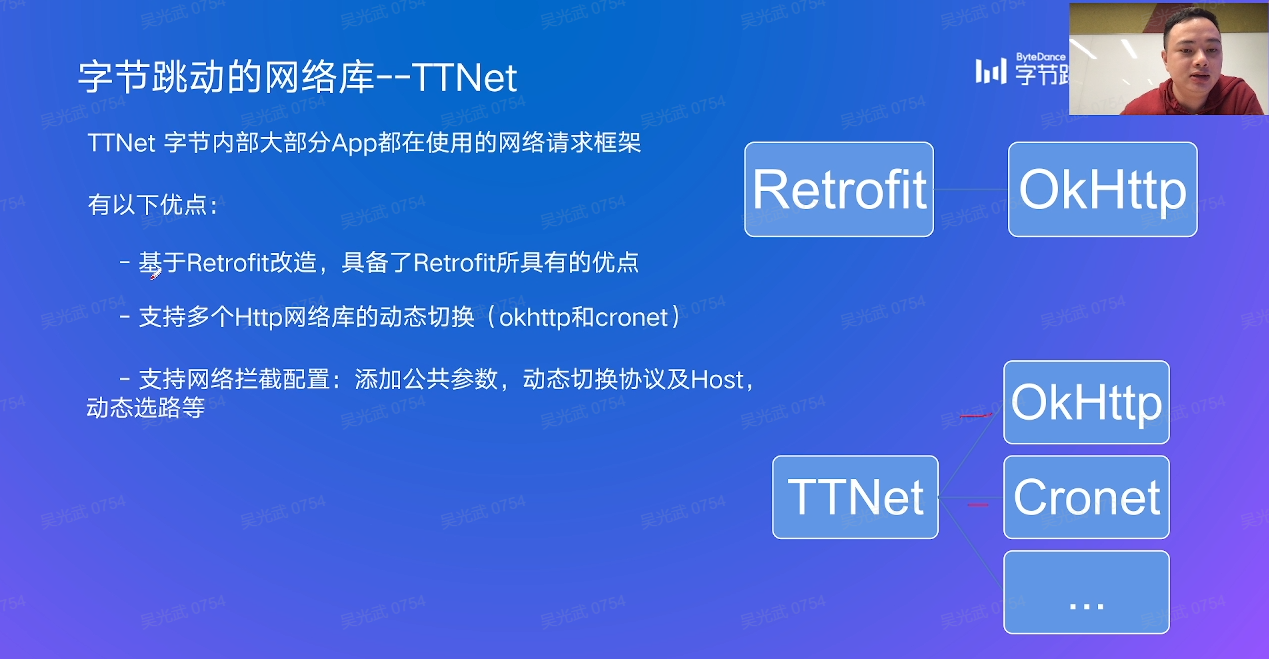 字节跳动的网络库--TTNet
ByteDance
字节跳
TTNet 字节内部大部分App都在使用的网络请求框架
有以下优点：
- 基于Retrofit改造，具备了Retrofit所具有的优点
- 支持多个Http网络库的动态切换（okhttp和cronet）
- 支持网络拦截配置：添加公共参数，动态切换协议及Host，
动态选路等
Retrofit
OkHttp
TTNet
OkHttp
Cronet
...
吴光武 0754